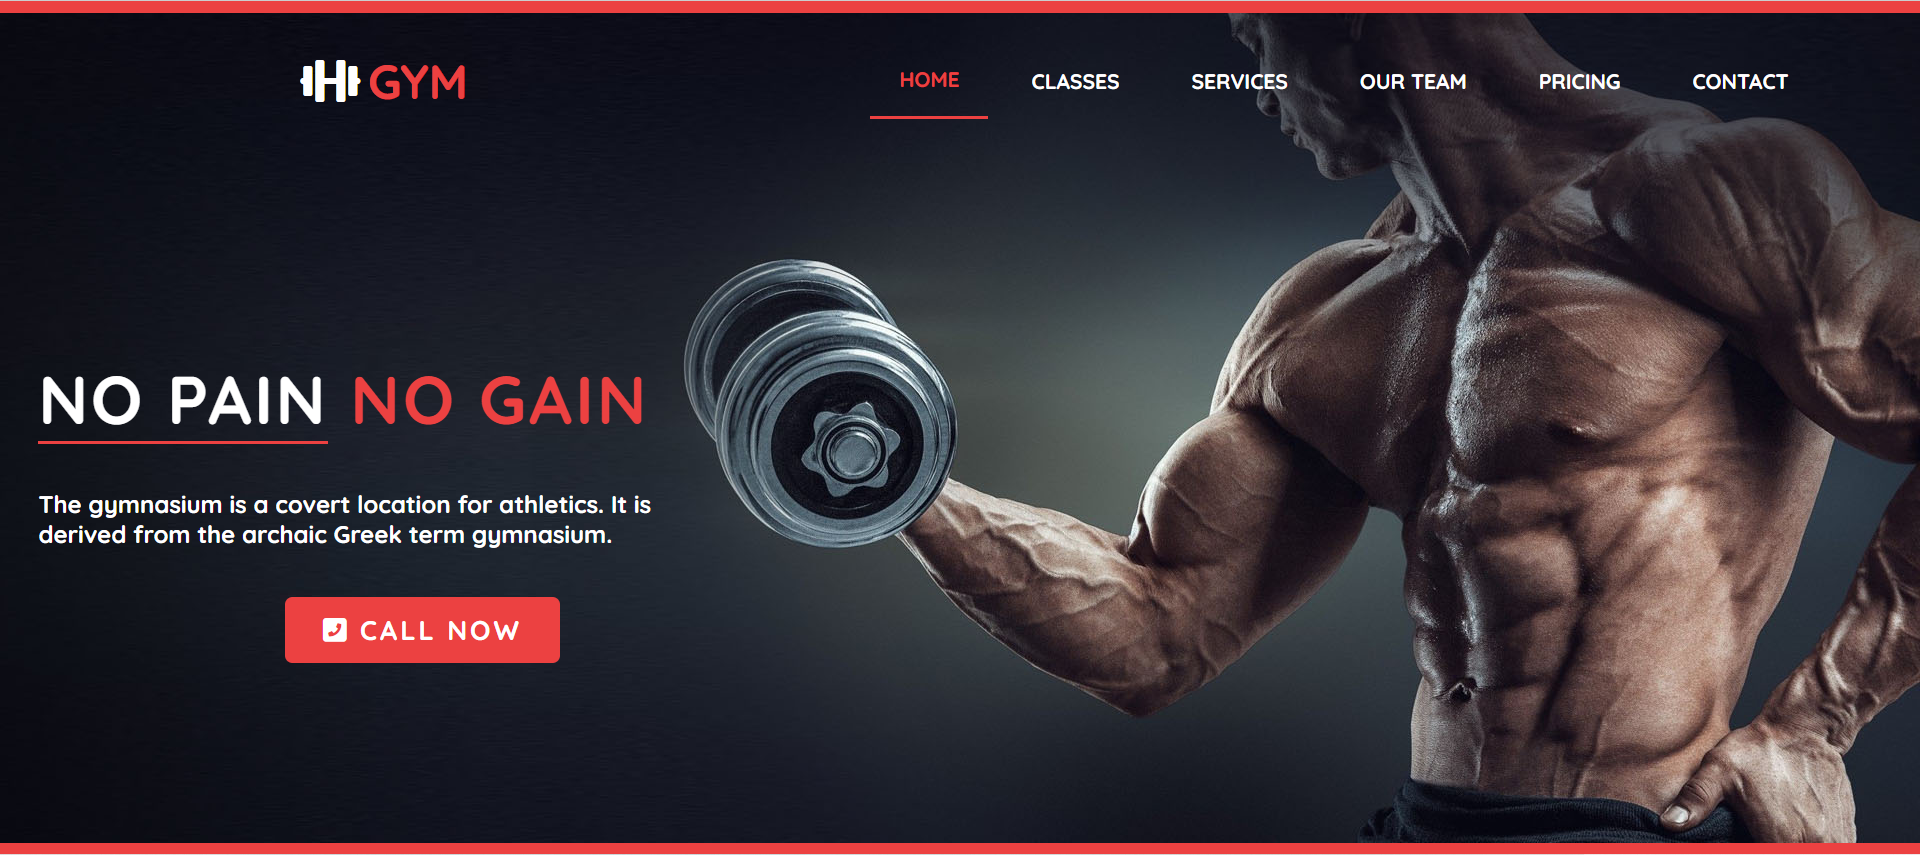 H GYM
HOME CLASSES SERVICES OUR TEAM PRICING CONTACT
NO PAIN NO GAIN
The gymnasium is a covert location for athletics. It is
derived from the archaic Greek term gymnasium.
CALL NOW